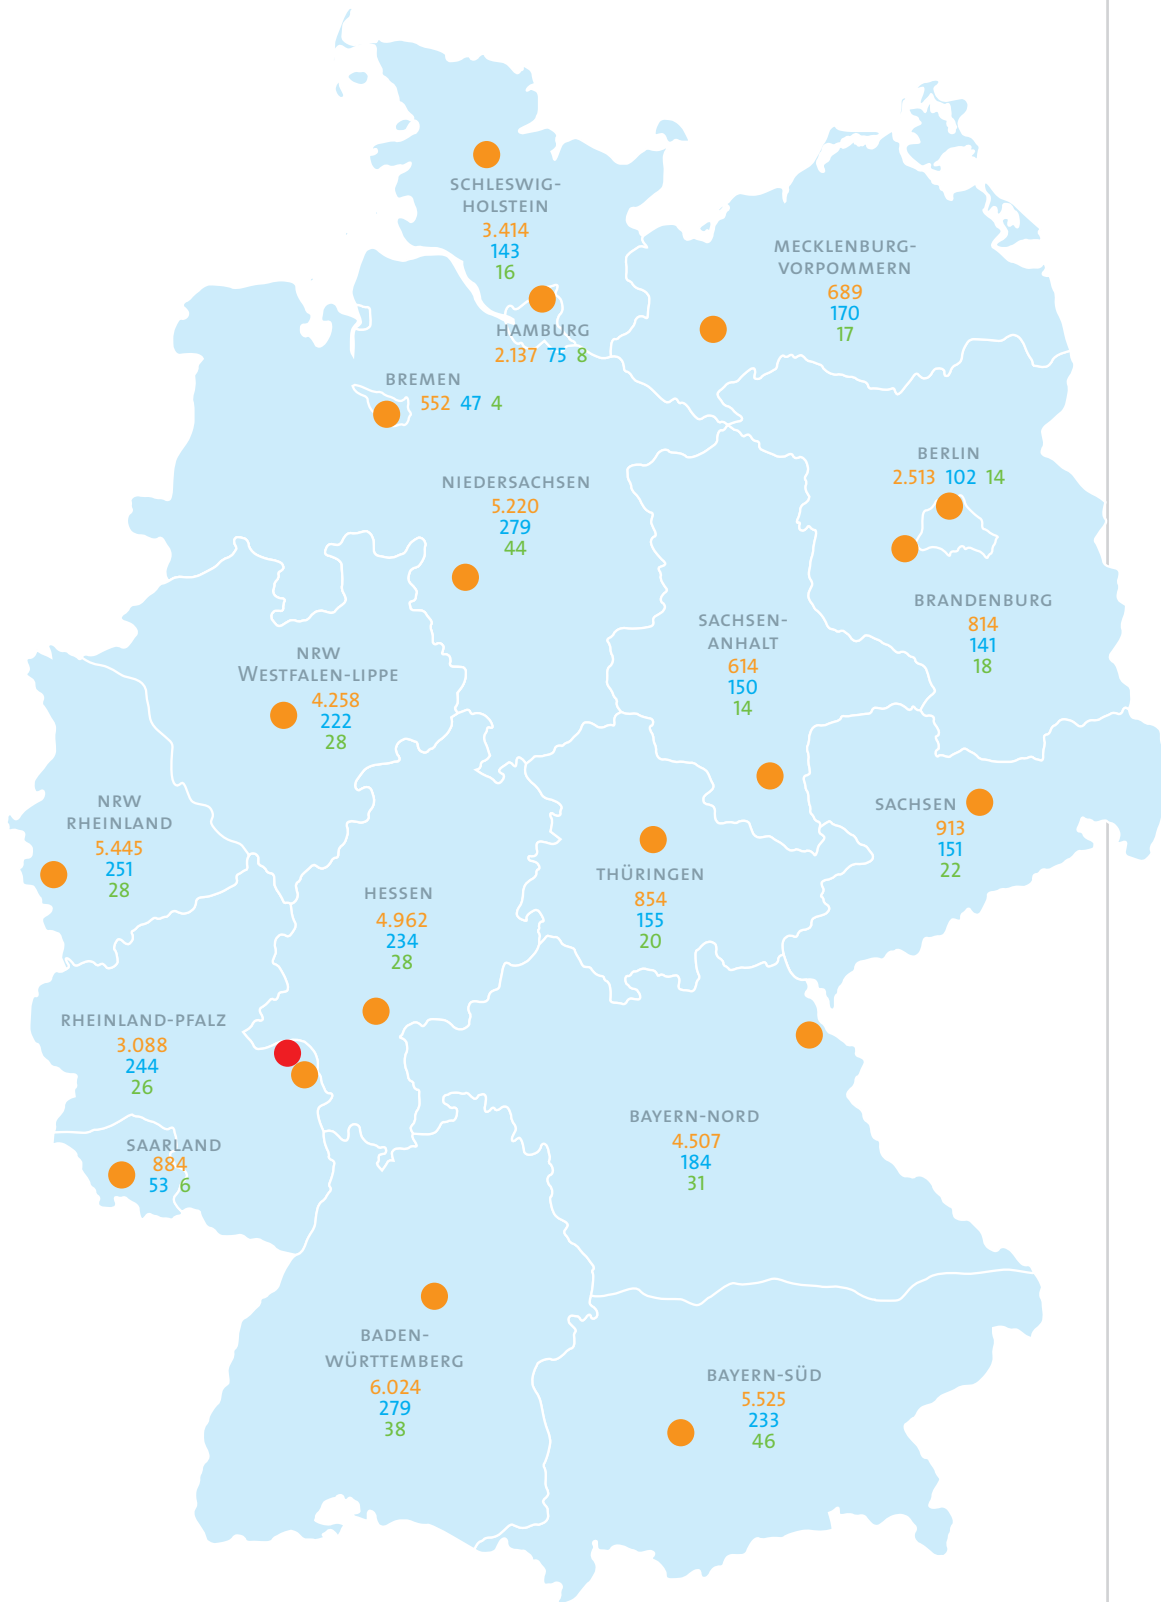 SCHLESWIG-
HOLSTEIN
3.414
143
16
MECKLENBURG-
VORPOMMERN
689
170
17
HAMBURG
2.137 75 8
BREMEN
552 47 4
BERLIN
2.513 102 14
NIEDERSACHSEN
5.220
279
44
BRANDENBURG
814
141
18
SACHSEN-
ANHALT
614
150
14
NRW
WESTFALEN-LIPPE
4.258
222
28
NRW
RHEINLAND
5.445
251
28
SACHSEN
913
151
22
THÜRINGEN
854
155
20
HESSEN
4.962
234
28
RHEINLAND-PFALZ
3.088
244
26
SAARLAND
884
53 6
BAYERN-NORD
4.507
184
31
BADEN-
WÜRTTEMBERG
6.024
279
38
BAYERN-SÜD
5.525
233
46